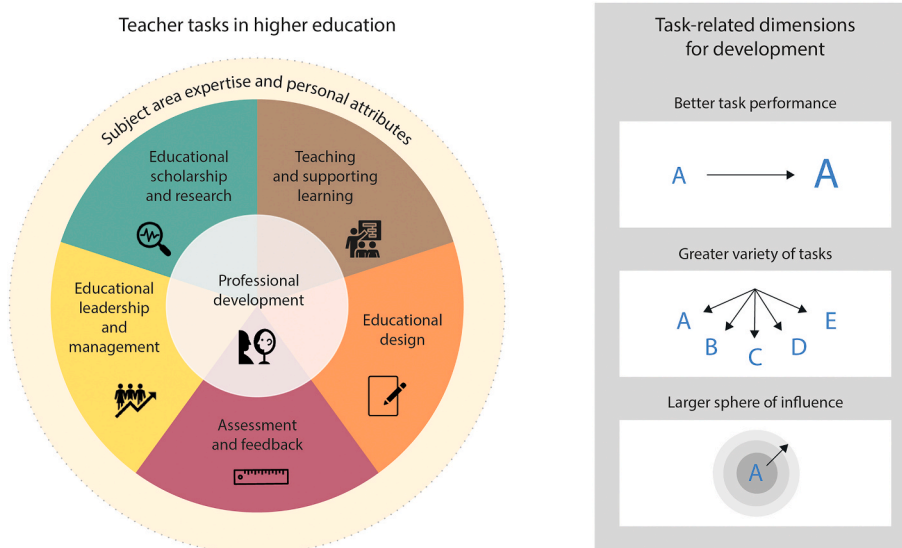 Teacher tasks in higher education
Subject area expertise and personal attributes
Educational
scholarship
and research
Teaching
and supporting
learning
Educational
leadership
and
management
Professional
development
Educational
design
Assessment
and feedback
Task-related dimensions
for development
Better task performance
A
A
Greater variety of tasks
A
B
C
D
E
Larger sphere of influence
A